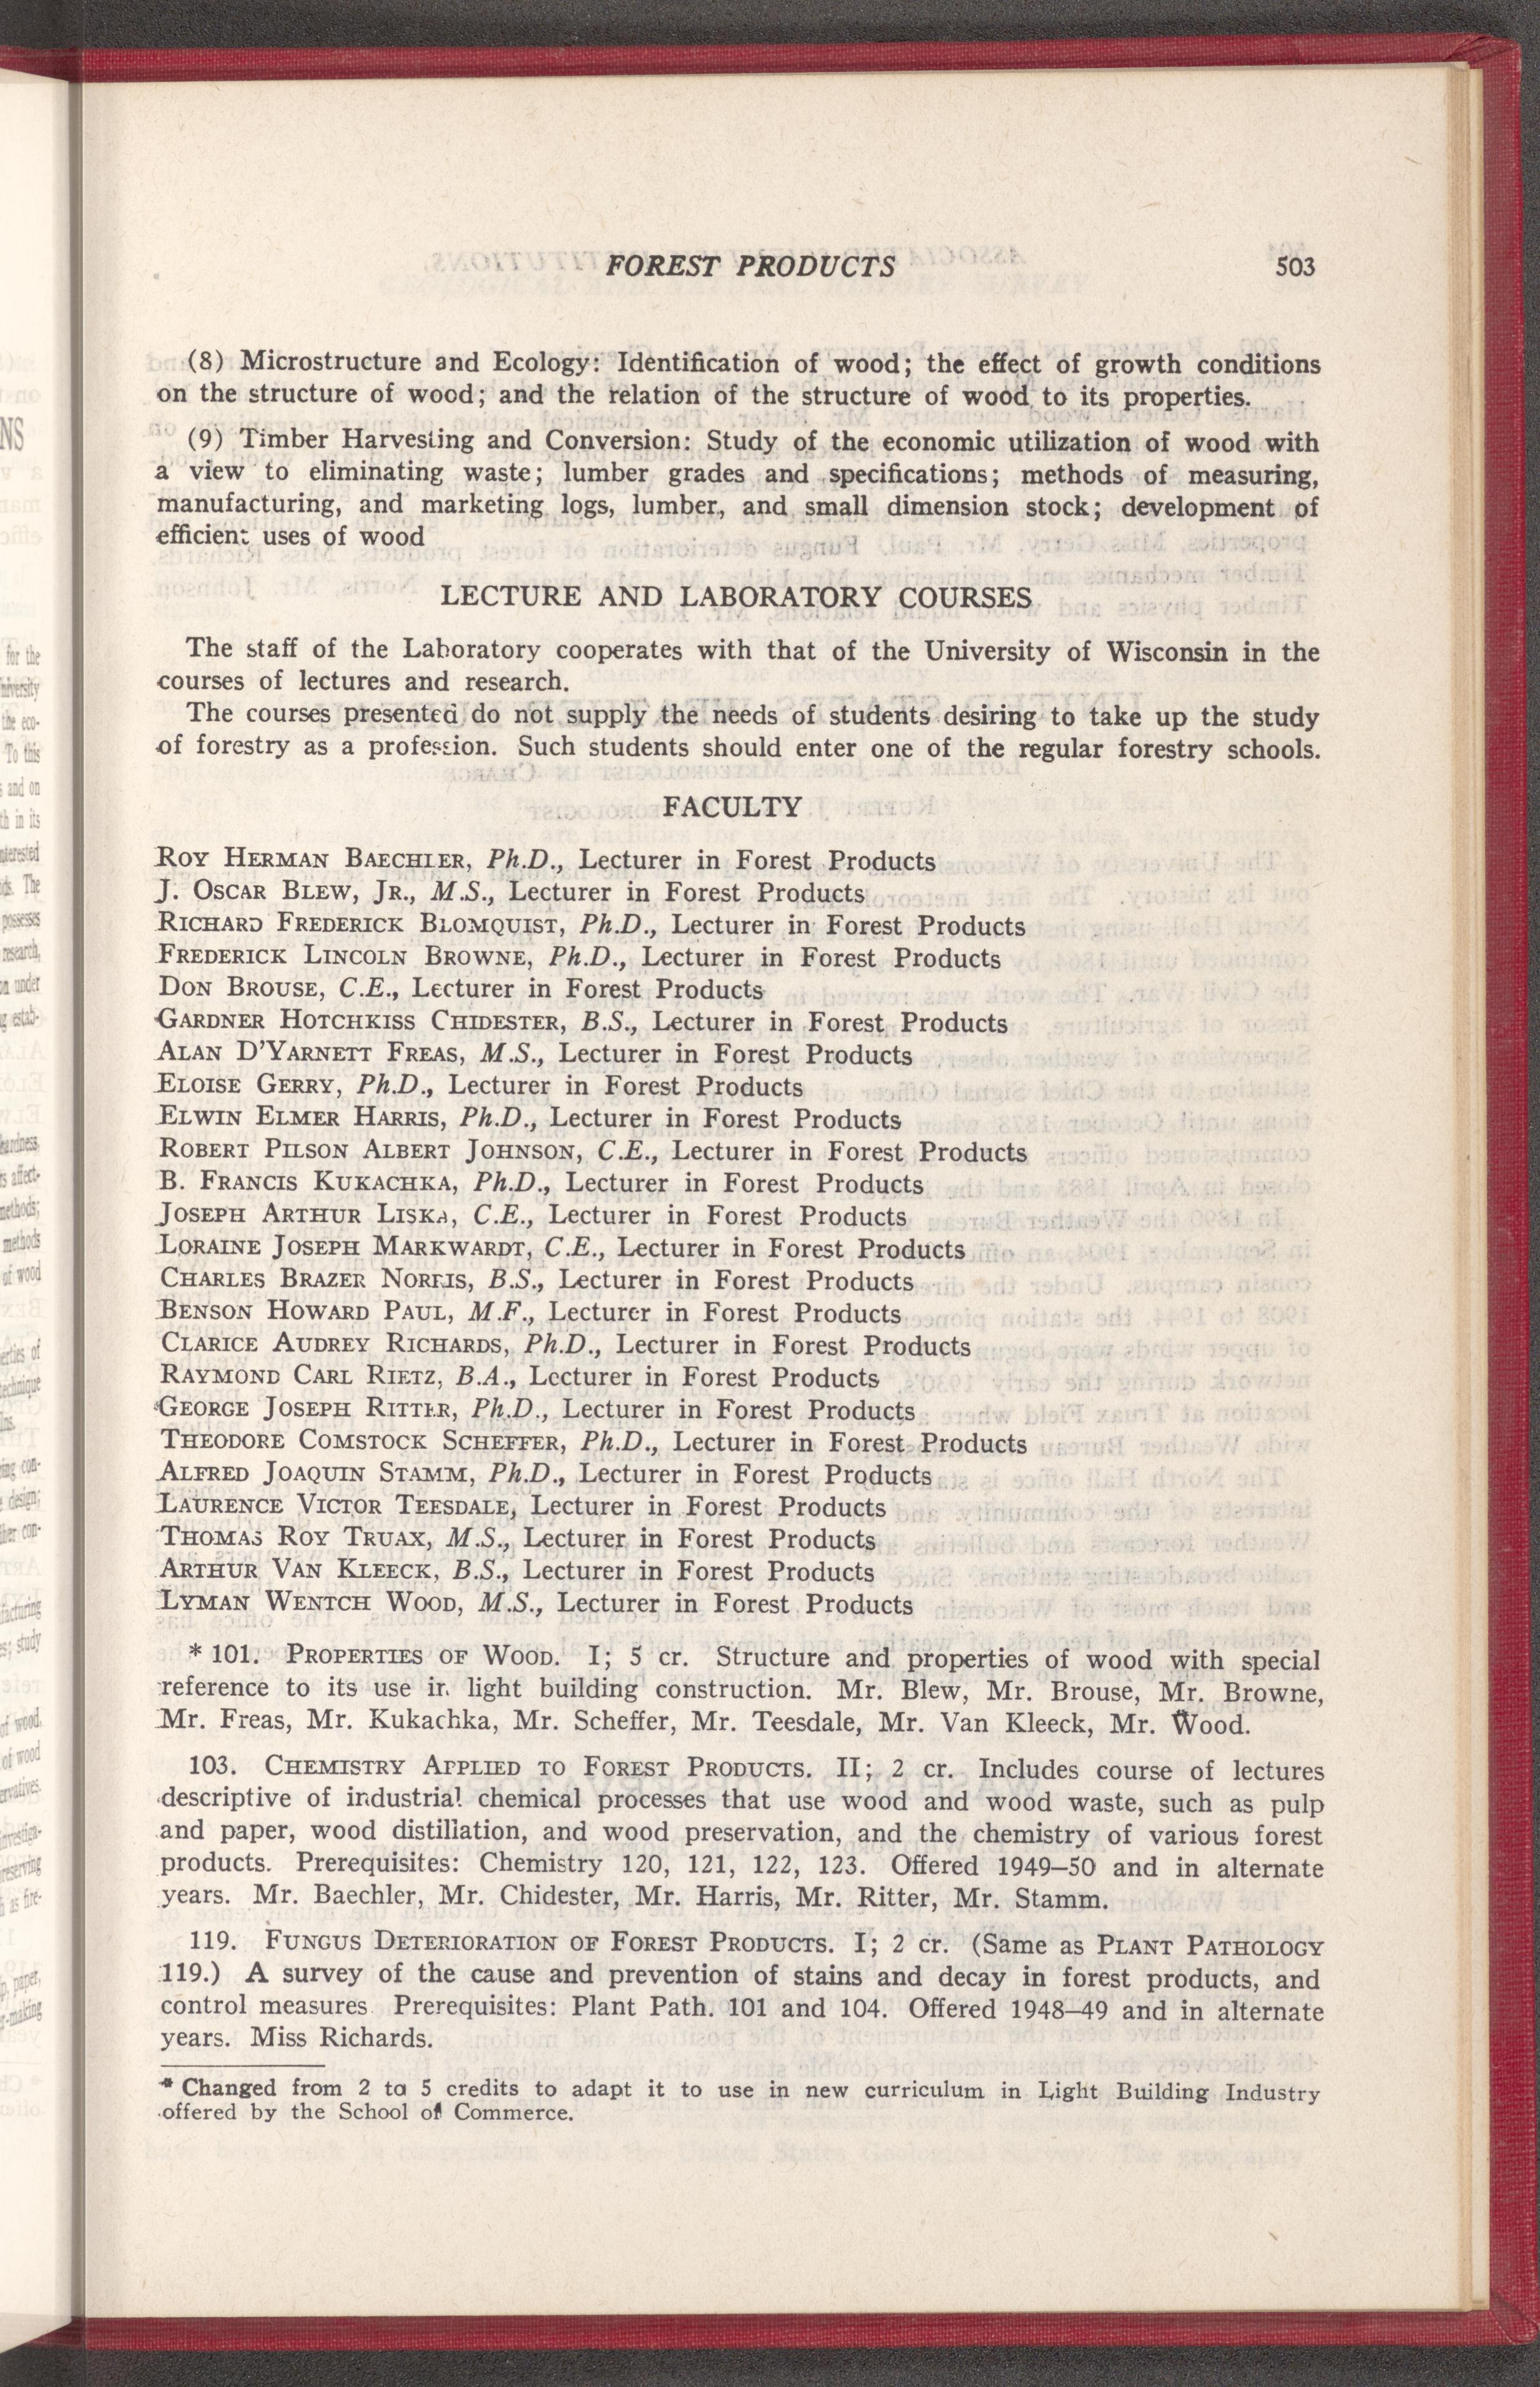 FOREST PRODUCTS 503
(8) Microstructure and Ecology: Identification of wood; the effect of growth conditions
on the structure of wood; and the relation of the structure of wood to its properties.
(9) Timber Harvesting and Conversion: Study of the economic utilization of wood with
a view to eliminating waste; lumber grades and specifications; methods of measuring,
manufacturing, and marketing logs, lumber, and small dimension stock; development of
efficient uses of wood
LECTURE AND LABORATORY COURSES
The staff of the Laboratory cooperates with that of the University of Wisconsin in the
courses of lectures and research.
The courses presented do not supply the needs of students desiring to take up the study
of forestry as a profession. Such students should enter one of the regular forestry schools.
FACULTY
ROY HERMAN BAECHLER, Ph.D., Lecturer in Forest Products
J. OSCAR BLEW, JR., M.S., Lecturer in Forest Products
RICHARD FREDERICK BLOMQUIST, Ph.D., Lecturer in Forest Products
FREDERICK LINCOLN BROWNE, Ph.D., Lecturer in Forest Products
DON BROUSE, C.E., Lecturer in Forest Products
GARDNER HOTCHKISS CHIDESTER, B.S., Lecturer in Forest Products
ALAN D'YARNETT FREAS, M.S., Lecturer in Forest Products
ELOISE GERRY, Ph.D., Lecturer in Forest Products
ELWIN ELMER HARRIS, Ph.D., Lecturer in Forest Products
ROBERT PILSON ALBERT JOHNSON, C.E., Lecturer in Forest Products
B. FRANCIS KUKACHKA, Ph.D., Lecturer in Forest Products
JOSEPH ARTHUR LISKA, C.E., Lecturer in Forest Products
LORAINE JOSEPH MARKWARDT, C.E., Lecturer in Forest Products
CHARLES BRAZER NORRIS, B.S., Lecturer in Forest Products
BENSON HOWARD PAUL, M.F., Lecturer in Forest Products
CLARICE AUDREY RICHARDS, Ph.D., Lecturer in Forest Products
RAYMOND CARL RIETZ, B.A., Lecturer in Forest Products
GEORGE JOSEPH RITTER, Ph.D., Lecturer in Forest Products
THEODORE COMSTOCK SCHEFFER, Ph.D., Lecturer in Forest Products
ALFRED JOAQUIN STAMM, Ph.D., Lecturer in Forest Products
LAURENCE VICTOR TEESDALE, Lecturer in Forest Products
THOMAS ROY TRUAX, M.S., Lecturer in Forest Products
ARTHUR VAN KLEECK, B.S., Lecturer in Forest Products
LYMAN WENTCH WOOD, M.S., Lecturer in Forest Products
* 101. PROPERTIES OF WOOD. I; 5 cr. Structure and properties of wood with special
reference to its use in light building construction. Mr. Blew, Mr. Brouse, Mr. Browne,
Mr. Freas, Mr. Kukachka, Mr. Scheffer, Mr. Teesdale, Mr. Van Kleeck, Mr. Wood.
103. CHEMISTRY APPLIED TO FOREST PRODUCTS. II; 2 cr. Includes course of lectures
descriptive of industrial chemical processes that use wood and wood waste, such as pulp
and paper, wood distillation, and wood preservation, and the chemistry of various forest
products. Prerequisites: Chemistry 120, 121, 122, 123. Offered 1949–50 and in alternate
years. Mr. Baechler, Mr. Chidester, Mr. Harris, Mr. Ritter, Mr. Stamm.
119. FUNGUS DETERIORATION OF FOREST PRODUCTS. I; 2 cr. (Same as PLANT PATHOLOGY
119.) A survey of the cause and prevention of stains and decay in forest products, and
control measures Prerequisites: Plant Path. 101 and 104. Offered 1948–49 and in alternate
years. Miss Richards.
* Changed from 2 to 5 credits to adapt it to use in new curriculum in Light Building Industry
offered by the School of Commerce.